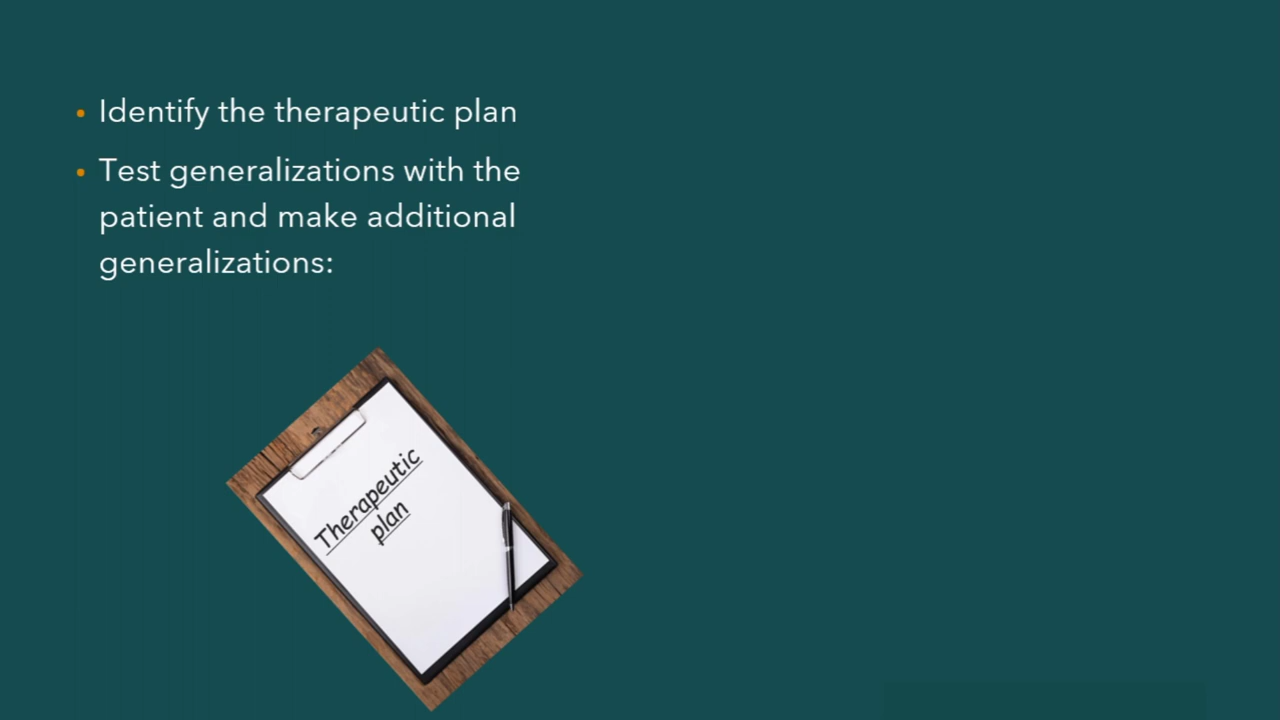 • Identify the therapeutic plan
• Test generalizations with the
patient and make additional
generalizations:
Therapeutic
plan